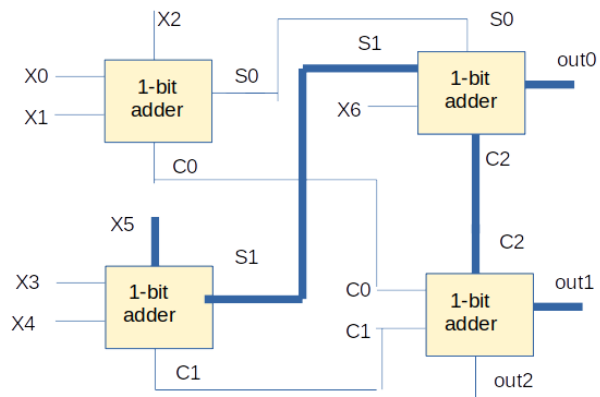 X2
S0
S1
out0
X0
S0
1-bit
adder
1-bit
adder
X1
X6
C0
C2
X5
S1
C2
X3
1-bit
adder
C0
1-bit
adder
out1
X4
C1
C1
out2